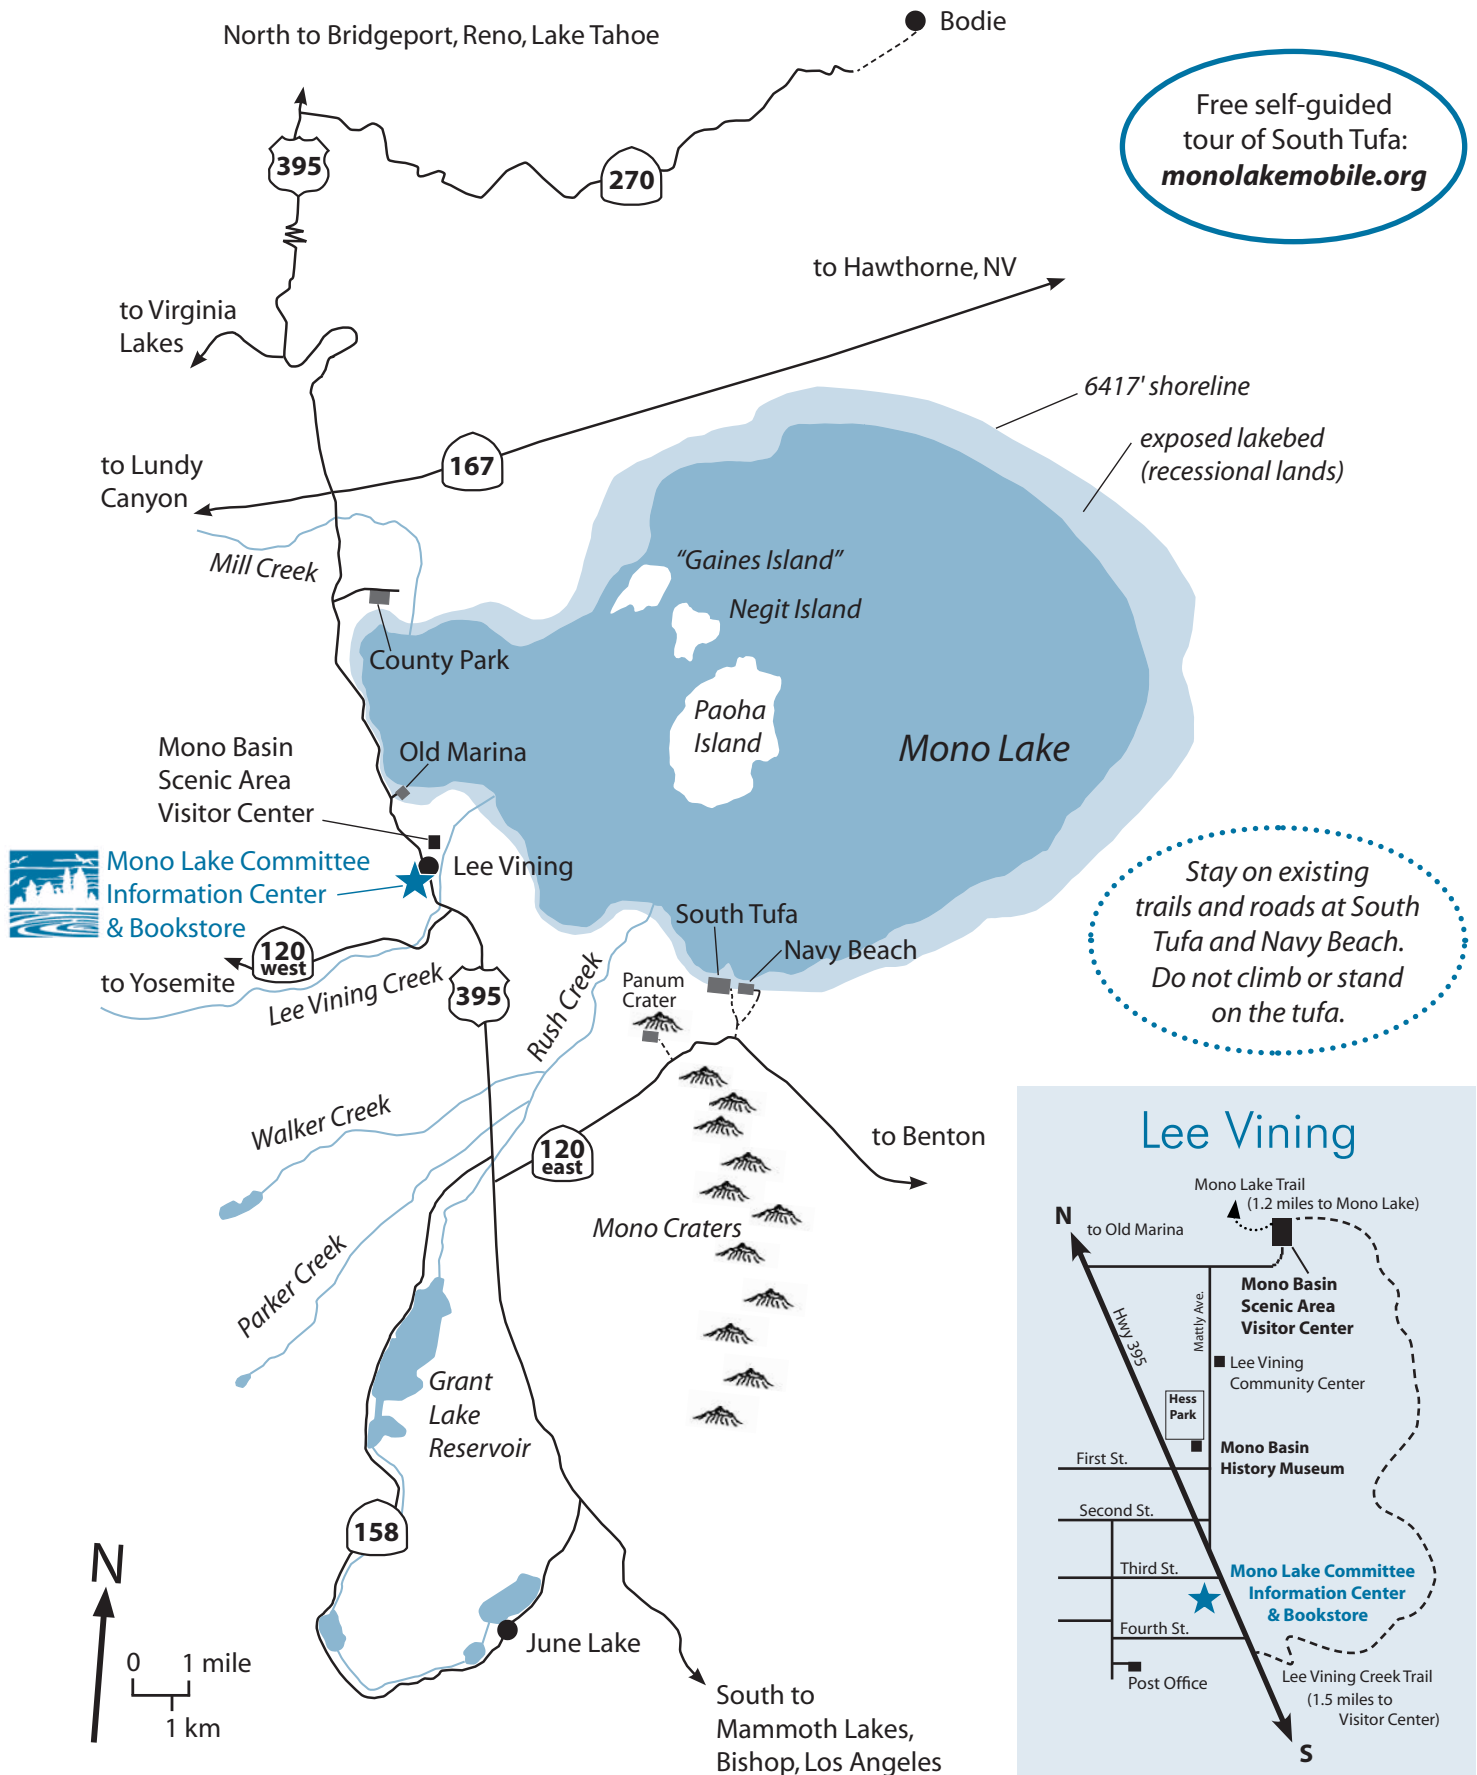 North to Bridgeport, Reno, Lake Tahoe
Bodie
Free self-guided
tour of South Tufa:
monolakemobile.org
395
270
to Hawthorne, NV
to Virginia
Lakes
6417' shoreline
exposed lakebed
(recessional lands)
167
to Lundy
Canyon
Mill Creek
"Gaines Island"
Negit Island
County Park
Paoha
Island
Mono Lake
Mono Basin
Scenic Area
Visitor Center
Old Marina
Mono Lake Committee
Information Center
& Bookstore
Lee Vining
Stay on existing
trails and roads at South
Tufa and Navy Beach.
Do not climb or stand
on the tufa.
South Tufa
Navy Beach
120
west
to Yosemite
Lee Vining Creek
395
Rush Creek
Panum
Crater
Walker Creek
120
east
to Benton
Mono Craters
Parker Creek
Grant
Lake
Reservoir
158
June Lake
N
0 1 mile
1 km
South to
Mammoth Lakes,
Bishop, Los Angeles
Lee Vining
Mono Lake Trail
(1.2 miles to Mono Lake)
N
to Old Marina
Mono Basin
Scenic Area
Visitor Center
Hwy 395
Mattly Ave.
Lee Vining
Community Center
Hess
Park
Mono Basin
History Museum
First St.
Second St.
Third St.
Mono Lake Committee
Information Center
& Bookstore
Fourth St.
Post Office
Lee Vining Creek Trail
(1.5 miles to
Visitor Center)
S